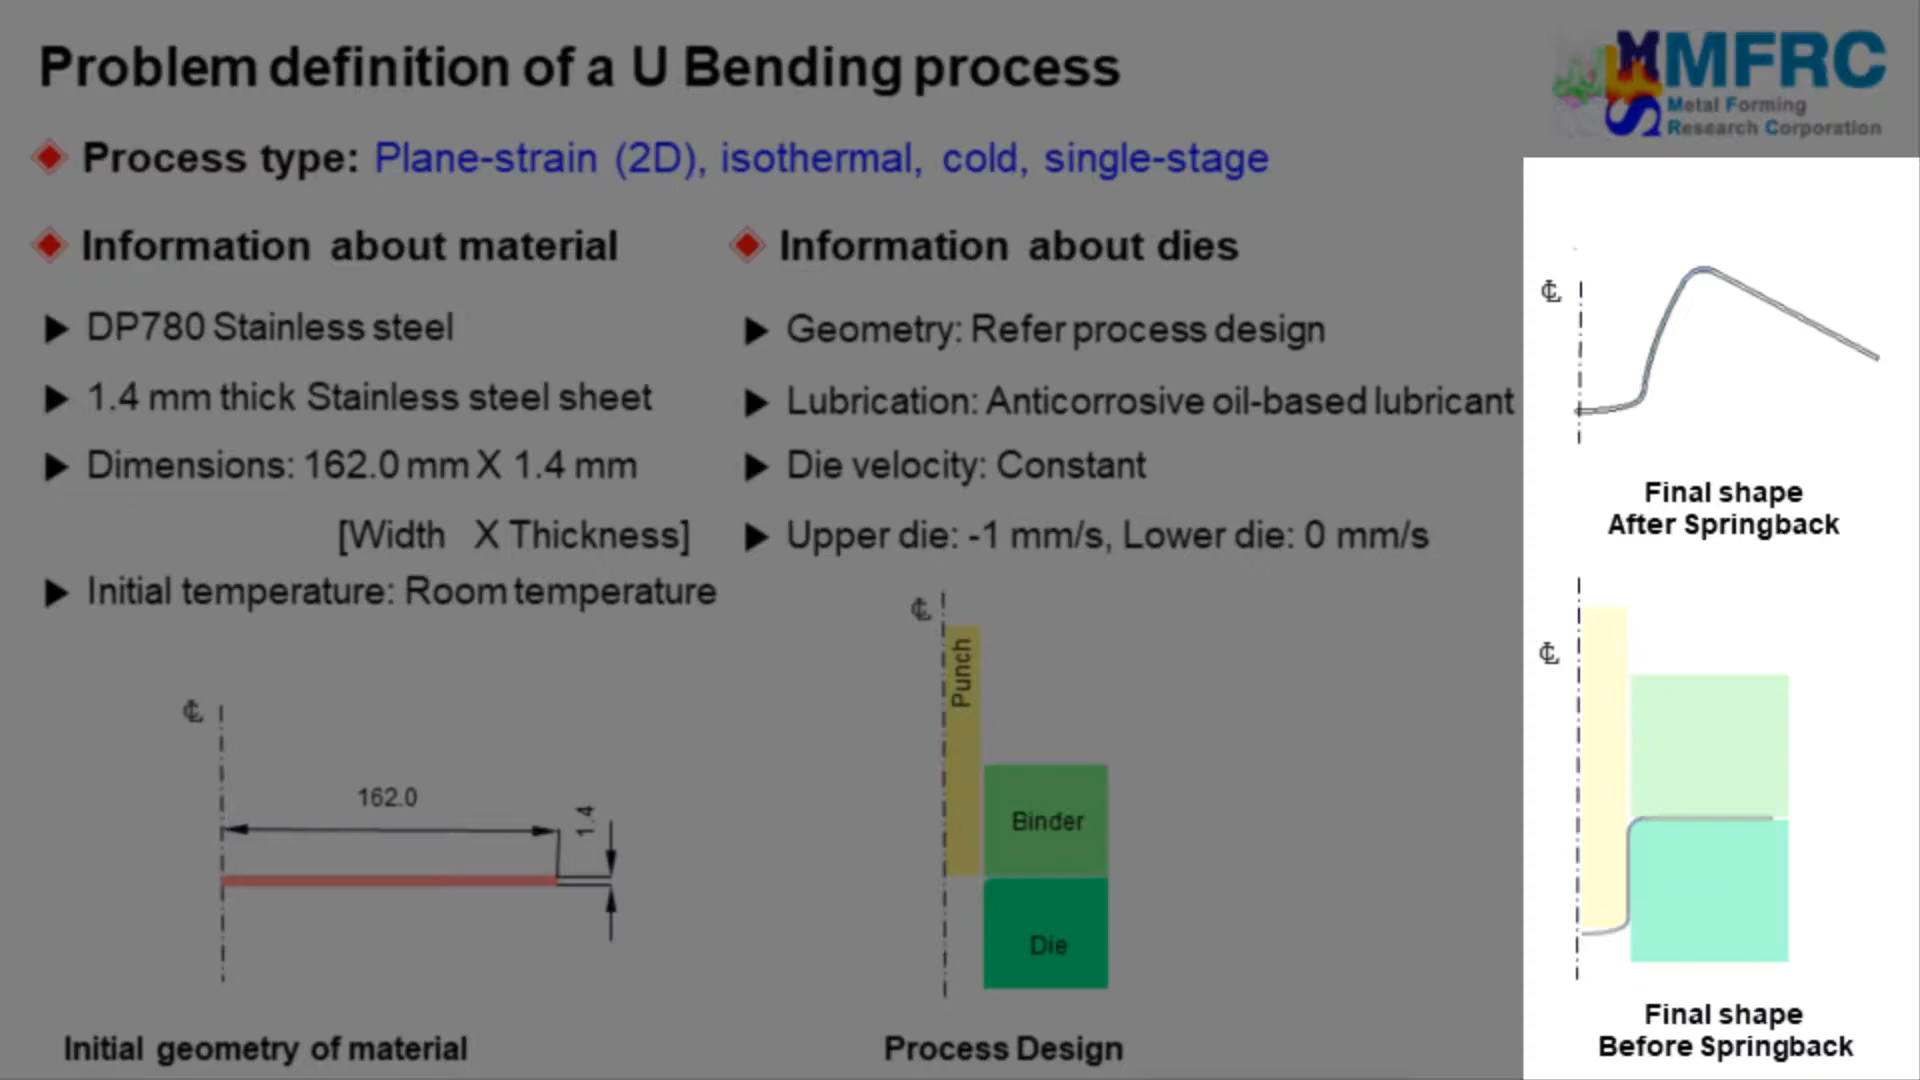 Problem definition of a U Bending process
MFRC
Metal Forming
Research Corporation
Process type: Plane-strain (2D), isothermal, cold, single-stage
Information about material
DP780 Stainless steel
1.4 mm thick Stainless steel sheet
Dimensions: 162.0 mm X 1.4 mm
[Width X Thickness]
Initial temperature: Room temperature
Information about dies
Geometry: Refer process design
Lubrication: Anticorrosive oil-based lubricant
Die velocity: Constant
Upper die: -1 mm/s, Lower die: 0 mm/s
℄
162.0
1.4
Initial geometry of material
℄
Punch
Binder
Die
Process Design
℄
Final shape
After Springback
℄
Final shape
Before Springback